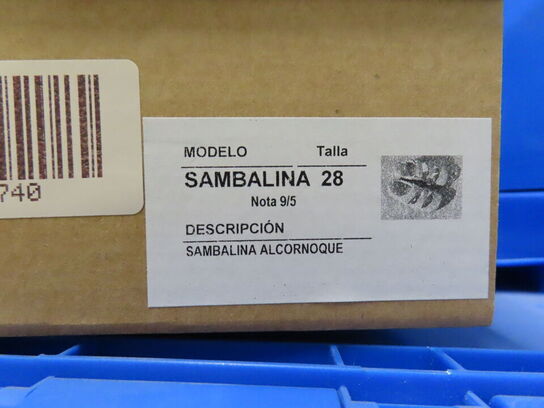 MODELO Talla
SAMBALINA 28
Nota 9/5
DESCRIPCIÓN
SAMBALINA ALCORNOQUE
740